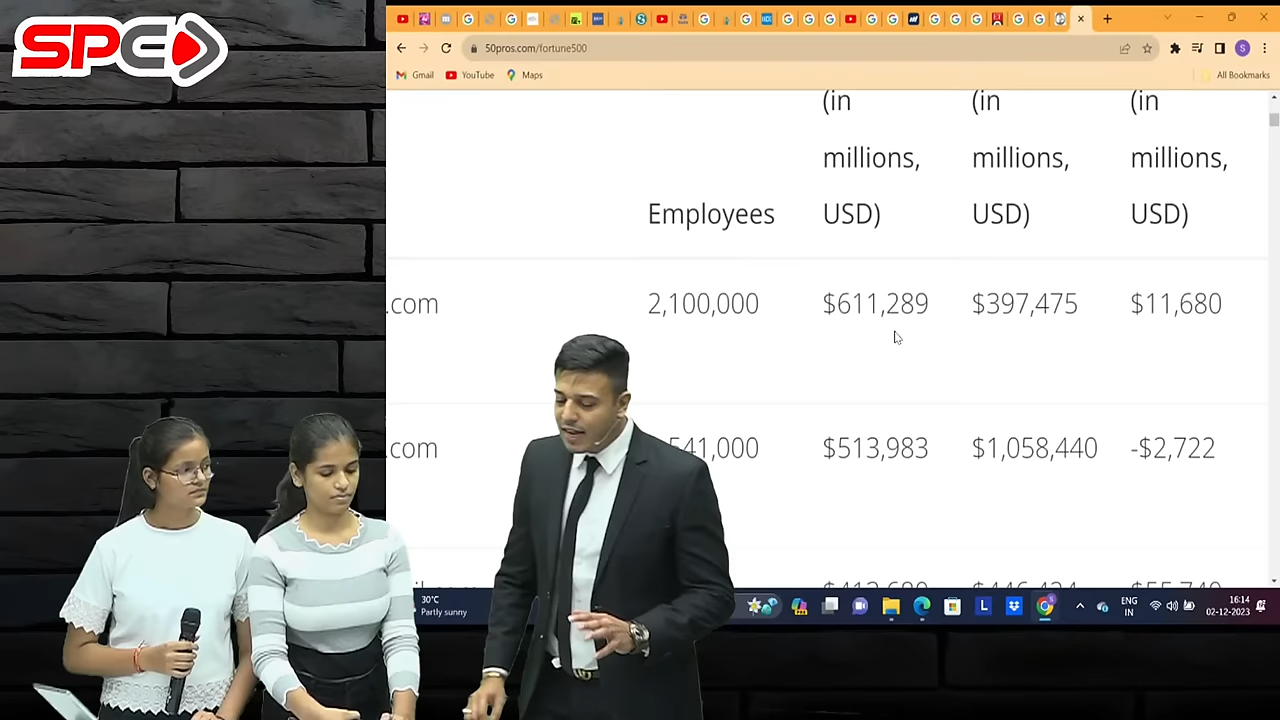 SPC
50pros.com/fortune500
Gmail YouTube Maps All Bookmarks
(in (in (in
millions, millions, millions,
Employees USD) USD) USD)
.com 2,100,000 $611,289 $397,475 $11,680
.com 541,000 $513,983 $1,058,440 -$2,722
30°C
Partly sunny
ENG
IN
16:14
02-12-2023